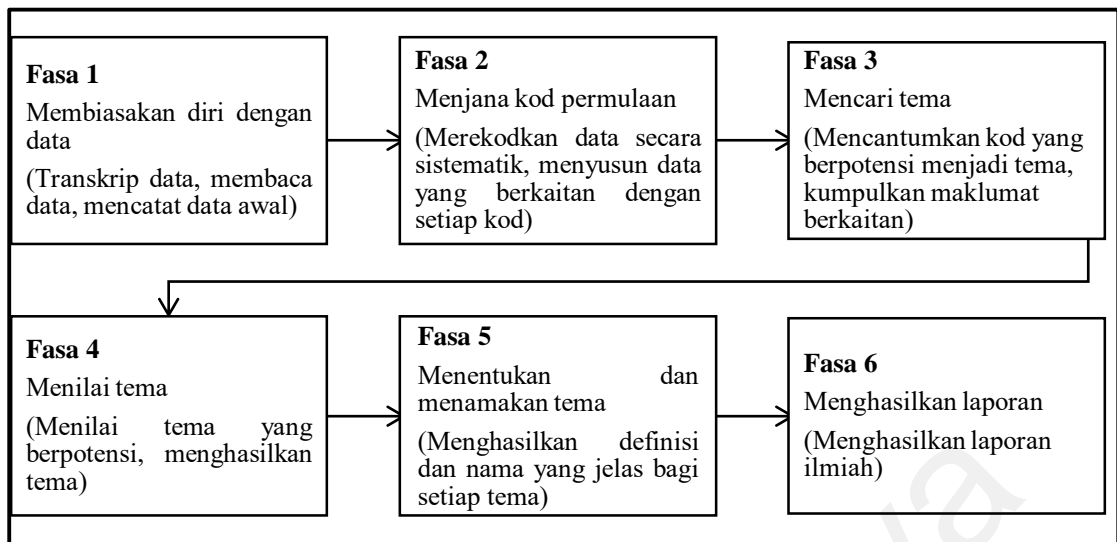 Fasa 1
Membiasakan diri dengan
data
(Transkrip data, membaca
data, mencatat data awal)
Fasa 2
Menjana kod permulaan
(Merekodkan data secara
sistematik, menyusun data
yang berkaitan dengan
setiap kod)
Fasa 3
Mencari tema
(Mencantumkan kod yang
berpotensi menjadi tema,
kumpulkan maklumat
berkaitan)
Fasa 4
Menilai tema
(Menilai tema yang
berpotensi, menghasilkan
tema)
Fasa 5
Menentukan dan
menamakan tema
(Menghasilkan definisi
dan nama yang jelas bagi
setiap tema)
Fasa 6
Menghasilkan laporan
(Menghasilkan laporan
ilmiah)